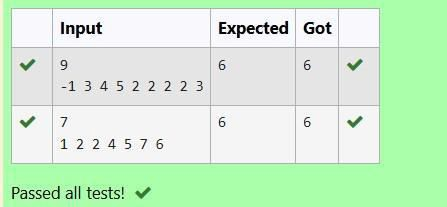 Input Expected Got
9 6 6
-1 3 4 5 2 2 2 2 3
7 6 6
1 2 2 4 5 7 6
Passed all tests!